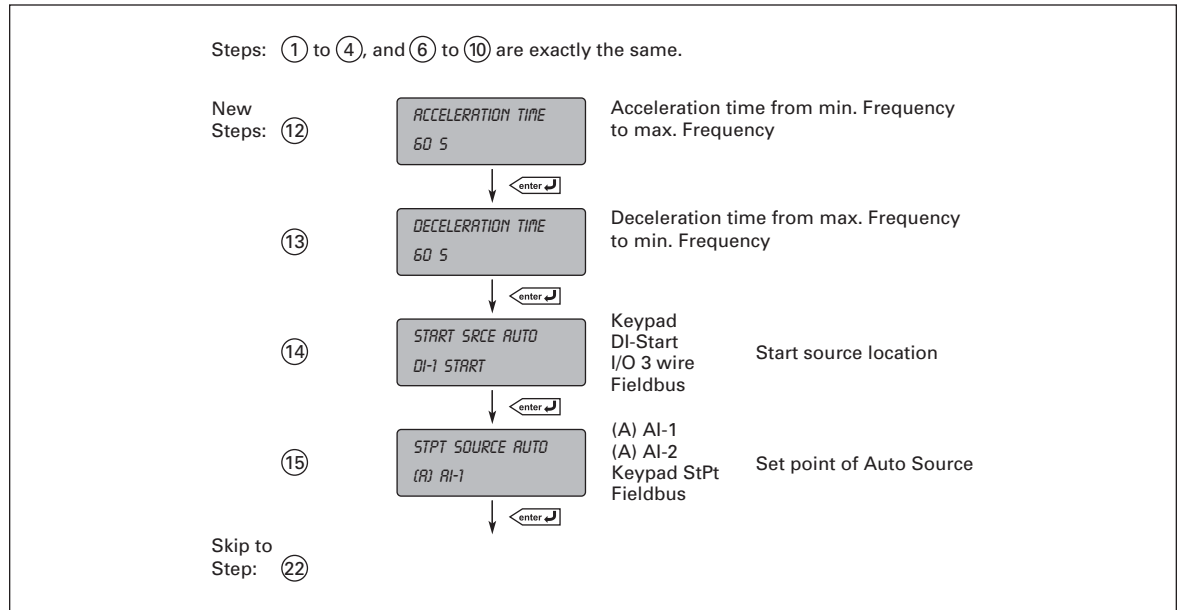 Steps: ① to ④, and ⑥ to ⑩ are exactly the same.
New
Steps: ⑫
ACCELERATION TIME
60 S
Acceleration time from min. Frequency
to max. Frequency
enter
⑬
DECELERATION TIME
60 S
Deceleration time from max. Frequency
to min. Frequency
enter
⑭
START SRCE AUTO
DI-1 START
Keypad
DI-Start
I/O 3 wire
Fieldbus
Start source location
enter
⑮
STPT SOURCE AUTO
(A) AI-1
(A) AI-1
(A) AI-2
Keypad StPt
Fieldbus
Set point of Auto Source
enter
Skip to
Step: ㉒